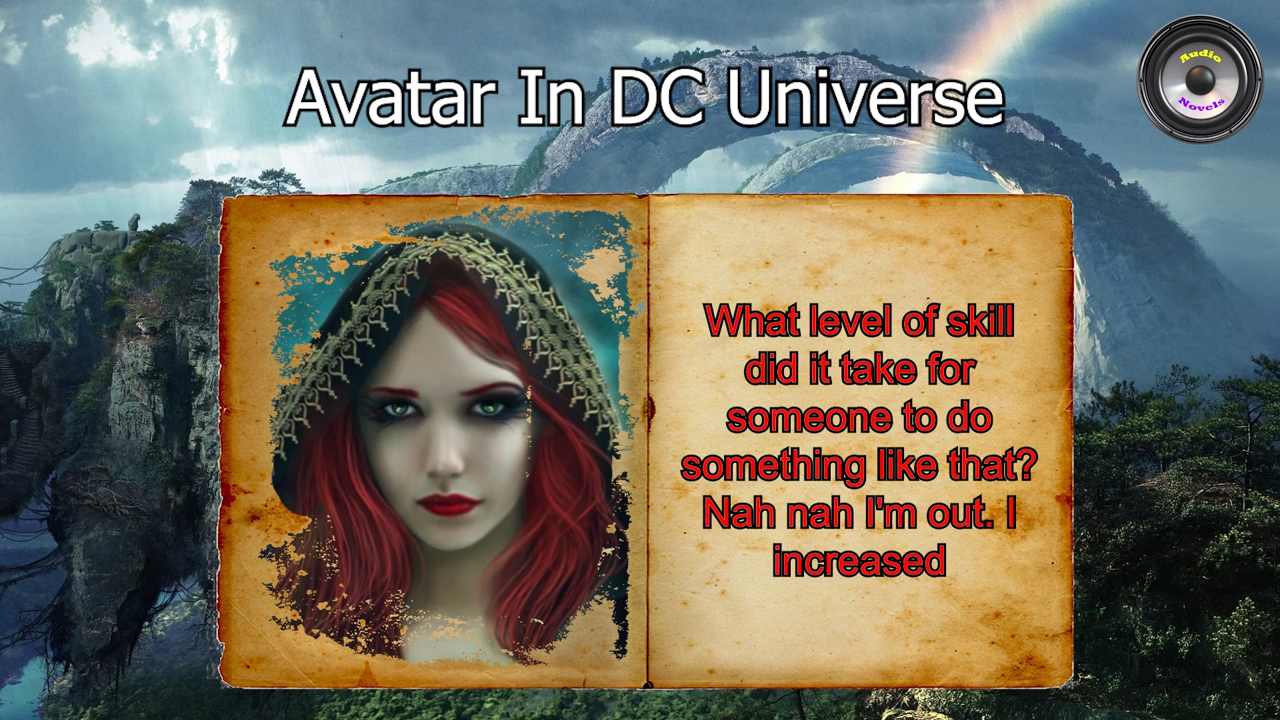 Avatar In DC Universe
Audio
Novels
What level of skill
did it take for
someone to do
something like that?
Nah nah I'm out. I
increased